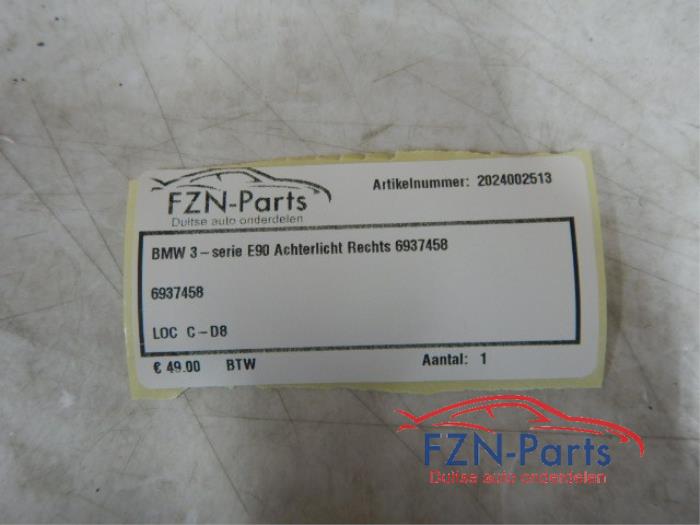 FZN-Parts
Duitse auto onderdelen
Artikelnummer: 2024002513
BMW 3-serie E90 Achterlicht Rechts 6937458
6937458
LOC C-D8
€ 49.00 BTW Aantal: 1
FZN-Parts
Duitse auto onderdelen